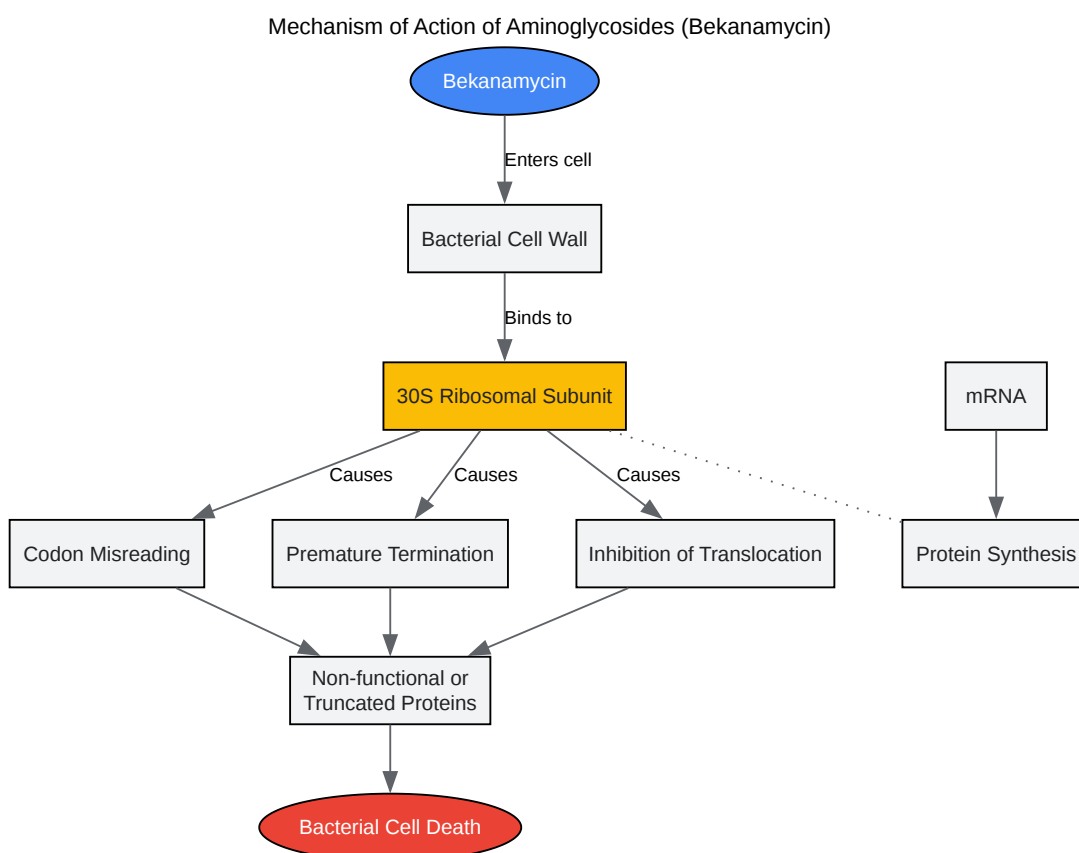 Mechanism of Action of Aminoglycosides (Bekanamycin)
Bekanamycin
Enters cell
Bacterial Cell Wall
Binds to
30S Ribosomal Subunit
mRNA
Causes
Causes
Causes
Codon Misreading
Premature Termination
Inhibition of Translocation
Protein Synthesis
Non-functional or
Truncated Proteins
Bacterial Cell Death